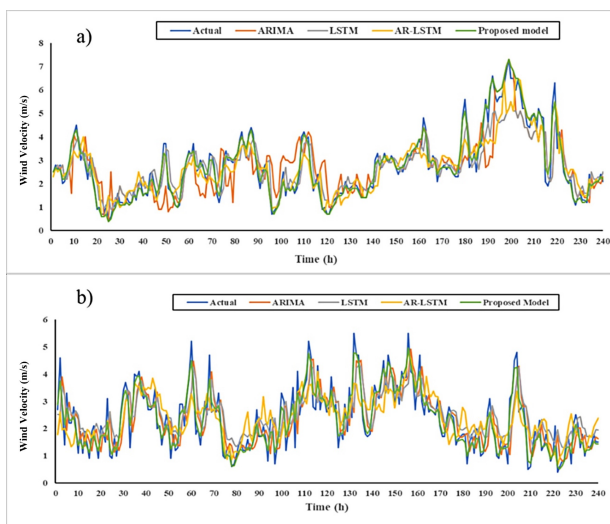 a)
Actual ARIMA LSTM AR-LSTM Proposed model
8
7
6
5
4
3
2
1
0
Wind Velocity (m/s)
0 10 20 30 40 50 60 70 80 90 100 110 120 130 140 150 160 170 180 190 200 210 220 230 240
Time (h)
b)
Actual ARIMA LSTM AR-LSTM Proposed Model
6
5
4
3
2
1
0
Wind Velocity (m/s)
0 10 20 30 40 50 60 70 80 90 100 110 120 130 140 150 160 170 180 190 200 210 220 230 240
Time (h)